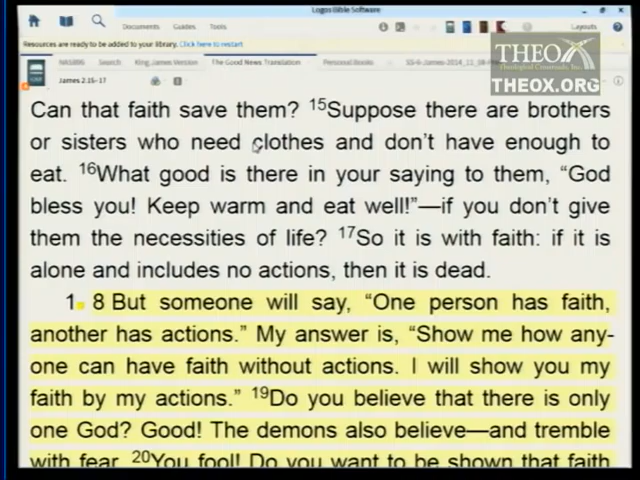 Logos Bible Software
Documents Guides Tools Layouts
Resources are ready to be added to your library. Click here to restart
NASB95 Search King James Version The Good News Translation Personal Books
James 2:15-17
THEOX
THEOX.ORG
Can that faith save them? 15Suppose there are brothers
or sisters who need clothes and don't have enough to
eat. 16What good is there in your saying to them, “God
bless you! Keep warm and eat well!”—if you don't give
them the necessities of life? 17So it is with faith: if it is
alone and includes no actions, then it is dead.
1. 8 But someone will say, “One person has faith,
another has actions.” My answer is, “Show me how any-
one can have faith without actions. I will show you my
faith by my actions.” 19Do you believe that there is only
one God? Good! The demons also believe—and tremble
with fear. 20You fool! Do you want to be shown that faith